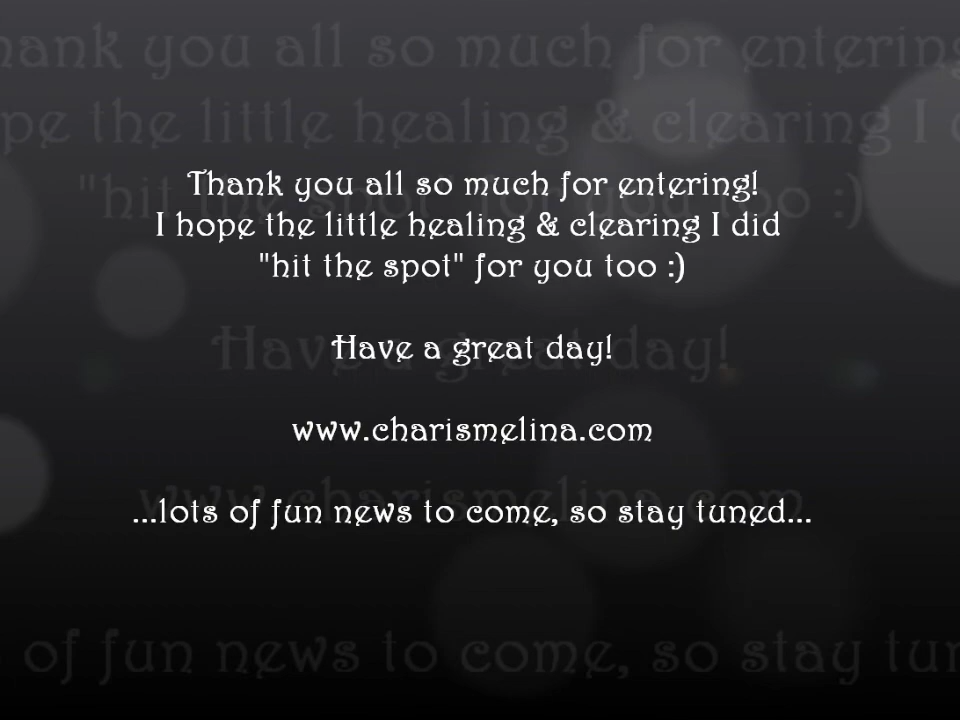 Thank you all so much for entering!
I hope the little healing & clearing I did
"hit the spot" for you too :)
Have a great day!
www.charismelina.com
...lots of fun news to come, so stay tuned...